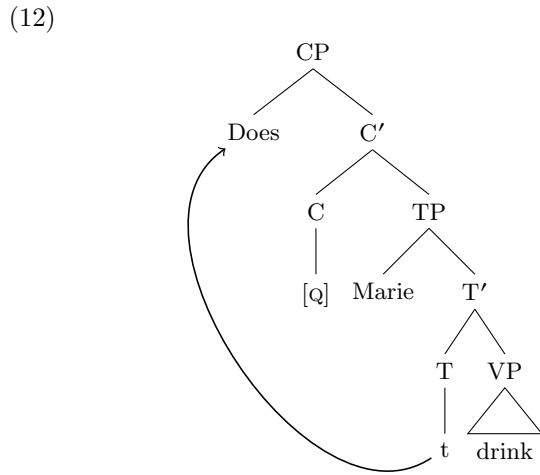 (12)
CP
Does C′
C TP
[Q] Marie T′
T VP
t drink